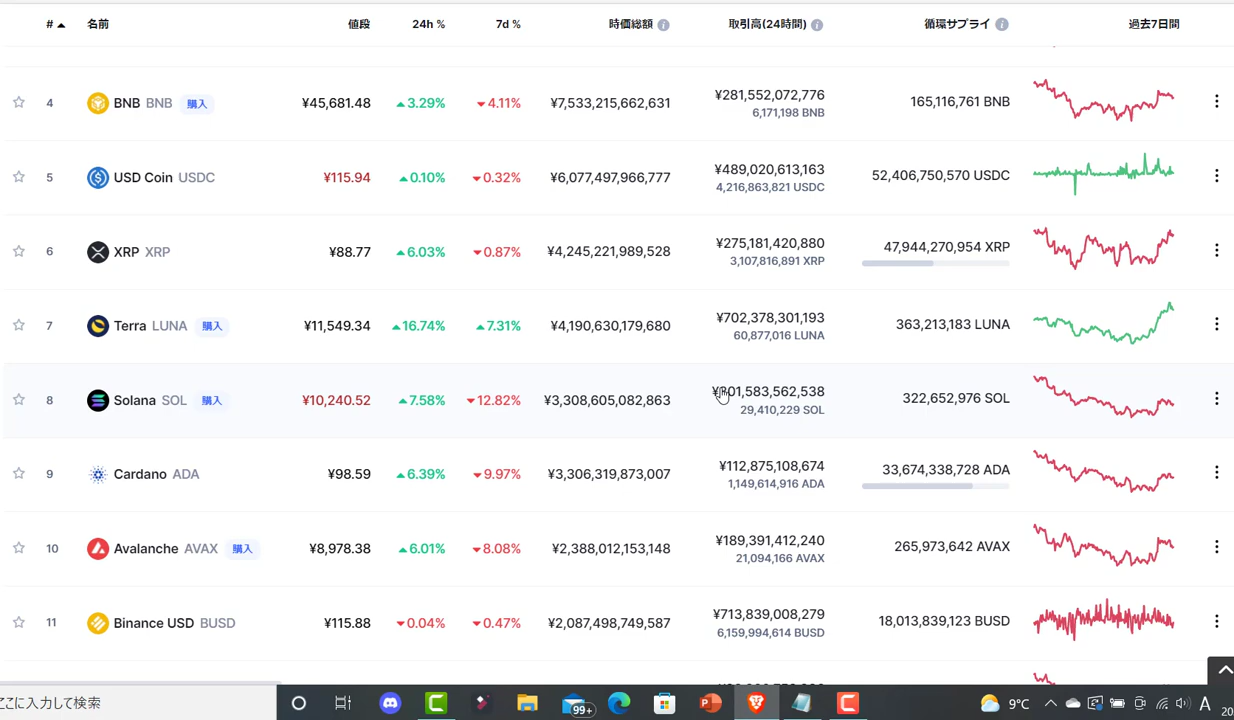 # 名前 値段 24h % 7d % 時価総額 取引高(24時間) 循環サプライ 過去7日間
4 BNB BNB 購入 ¥45,681.48 3.29% 4.11% ¥7,533,215,662,631 ¥281,552,072,776 165,116,761 BNB
6,171,198 BNB
5 USD Coin USDC ¥115.94 0.10% 0.32% ¥6,077,497,966,777 ¥489,020,613,163 52,406,750,570 USDC
4,216,863,821 USDC
6 XRP XRP ¥88.77 6.03% 0.87% ¥4,245,221,989,528 ¥275,181,420,880 47,944,270,954 XRP
3,107,816,891 XRP
7 Terra LUNA 購入 ¥11,549.34 16.74% 7.31% ¥4,190,630,179,680 ¥702,378,301,193 363,213,183 LUNA
60,877,016 LUNA
8 Solana SOL 購入 ¥10,240.52 7.58% 12.82% ¥3,308,605,082,863 ¥301,583,562,538 322,652,976 SOL
29,410,229 SOL
9 Cardano ADA ¥98.59 6.39% 9.97% ¥3,306,319,873,007 ¥112,875,108,674 33,674,338,728 ADA
1,149,614,916 ADA
10 Avalanche AVAX 購入 ¥8,978.38 6.01% 8.08% ¥2,388,012,153,148 ¥189,391,412,240 265,973,642 AVAX
21,094,166 AVAX
11 Binance USD BUSD ¥115.88 0.04% 0.47% ¥2,087,498,749,587 ¥713,839,008,279 18,013,839,123 BUSD
6,159,994,614 BUSD
ここに入力して検索 99+ 9°C A
20